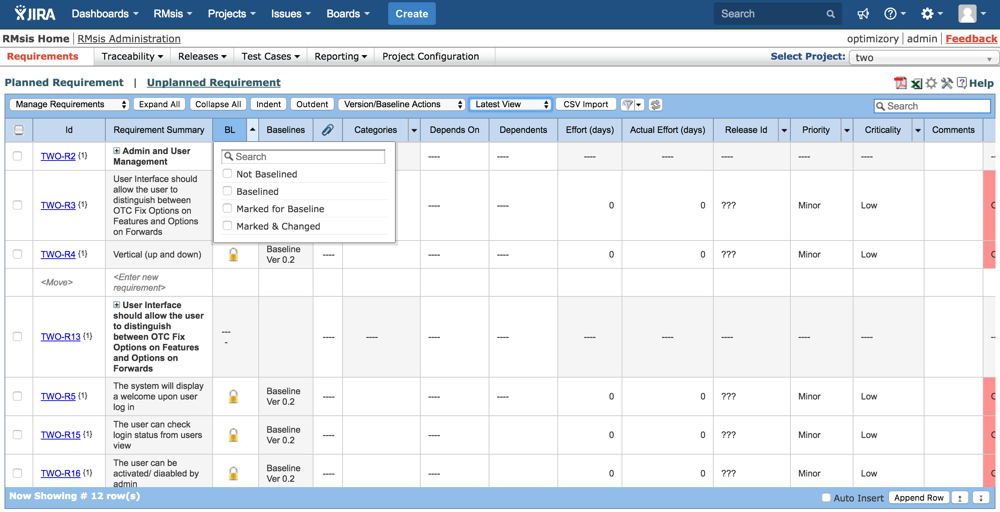 JIRA Dashboards RMsis Projects Issues Boards Create Search
RMsis Home RMsis Administration optimizory admin Feedback
Requirements Traceability Releases Test Cases Reporting Project Configuration Select Project: two
Planned Requirement | Unplanned Requirement Help
Manage Requirements Expand All Collapse All Indent Outdent Version/Baseline Actions Latest View CSV Import Search
Id Requirement Summary BL Baselines Categories Depends On Dependents Effort (days) Actual Effort (days) Release Id Priority Criticality Comments
TWO-R2 {1} Admin and User ---- ---- ---- ---- ---- ---- ---- --
Management
Search
Not Baselined
Baselined
Marked for Baseline
Marked & Changed
User Interface should
allow the user to
distinguish between
TWO-R3 {1} OTC Fix Options on ---- ---- 0 0 ??? Minor Low
Features and Options
on Forwards
TWO-R4 {1} Vertical (up and down) Baseline ---- ---- ---- 0 0 ??? Minor Low
Ver 0.2
<Move> <Enter new
requirement>
User Interface
should allow the user
to distinguish
TWO-R13 {1} between OTC Fix --- ---- ---- ---- ---- ---- ---- ---- ---- ---- --
Options on Features -
and Options on
Forwards
The system will display
TWO-R5 {1} a welcome upon user Baseline ---- ---- ---- 0 0 ??? Minor Low
log in Ver 0.2
The user can check
TWO-R15 {1} login status from users Baseline ---- ---- 0 0 ??? Minor Low
view Ver 0.2
The user can be
TWO-R16 {1} activated/ diaabled by Baseline ---- ---- 0 0 ??? Minor Low
admin Ver 0.2
Now Showing # 12 row(s) Auto Insert Append Row